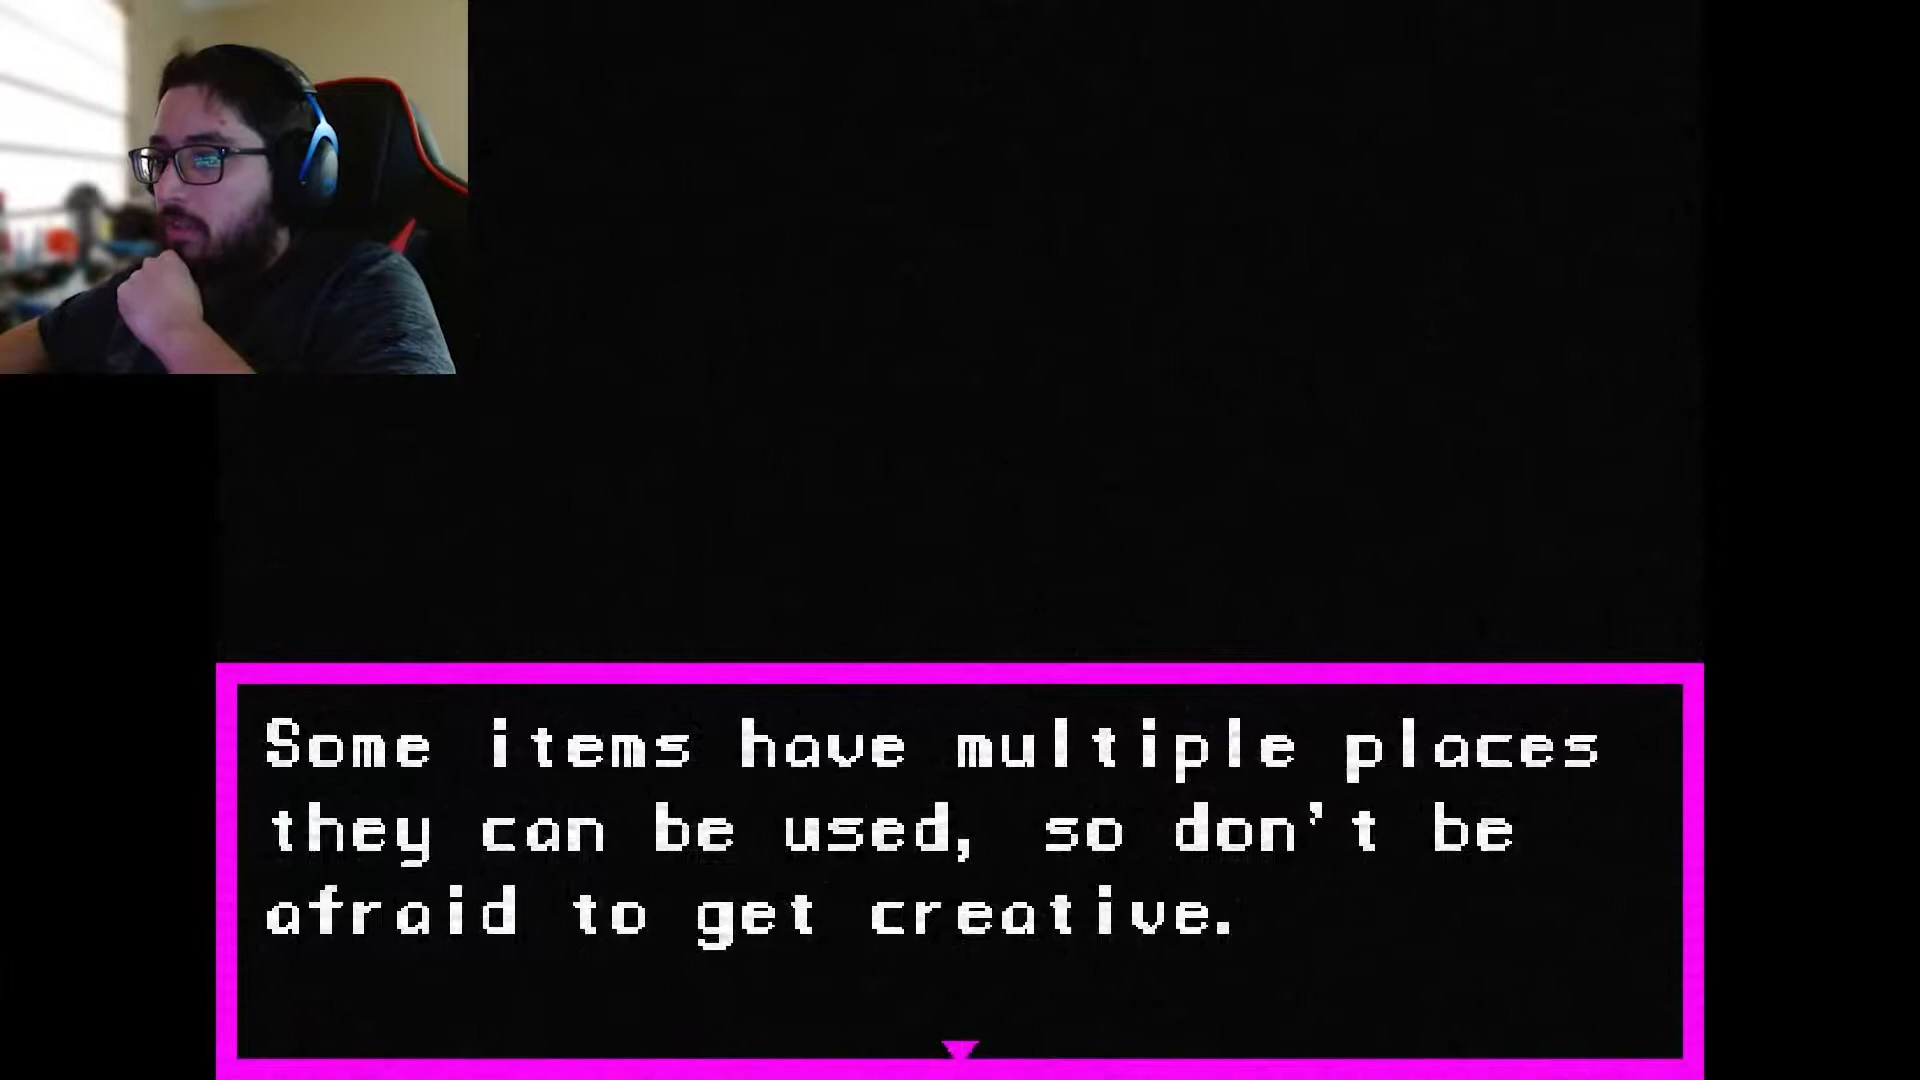 Some items have multiple places
they can be used, so don't be
afraid to get creative.